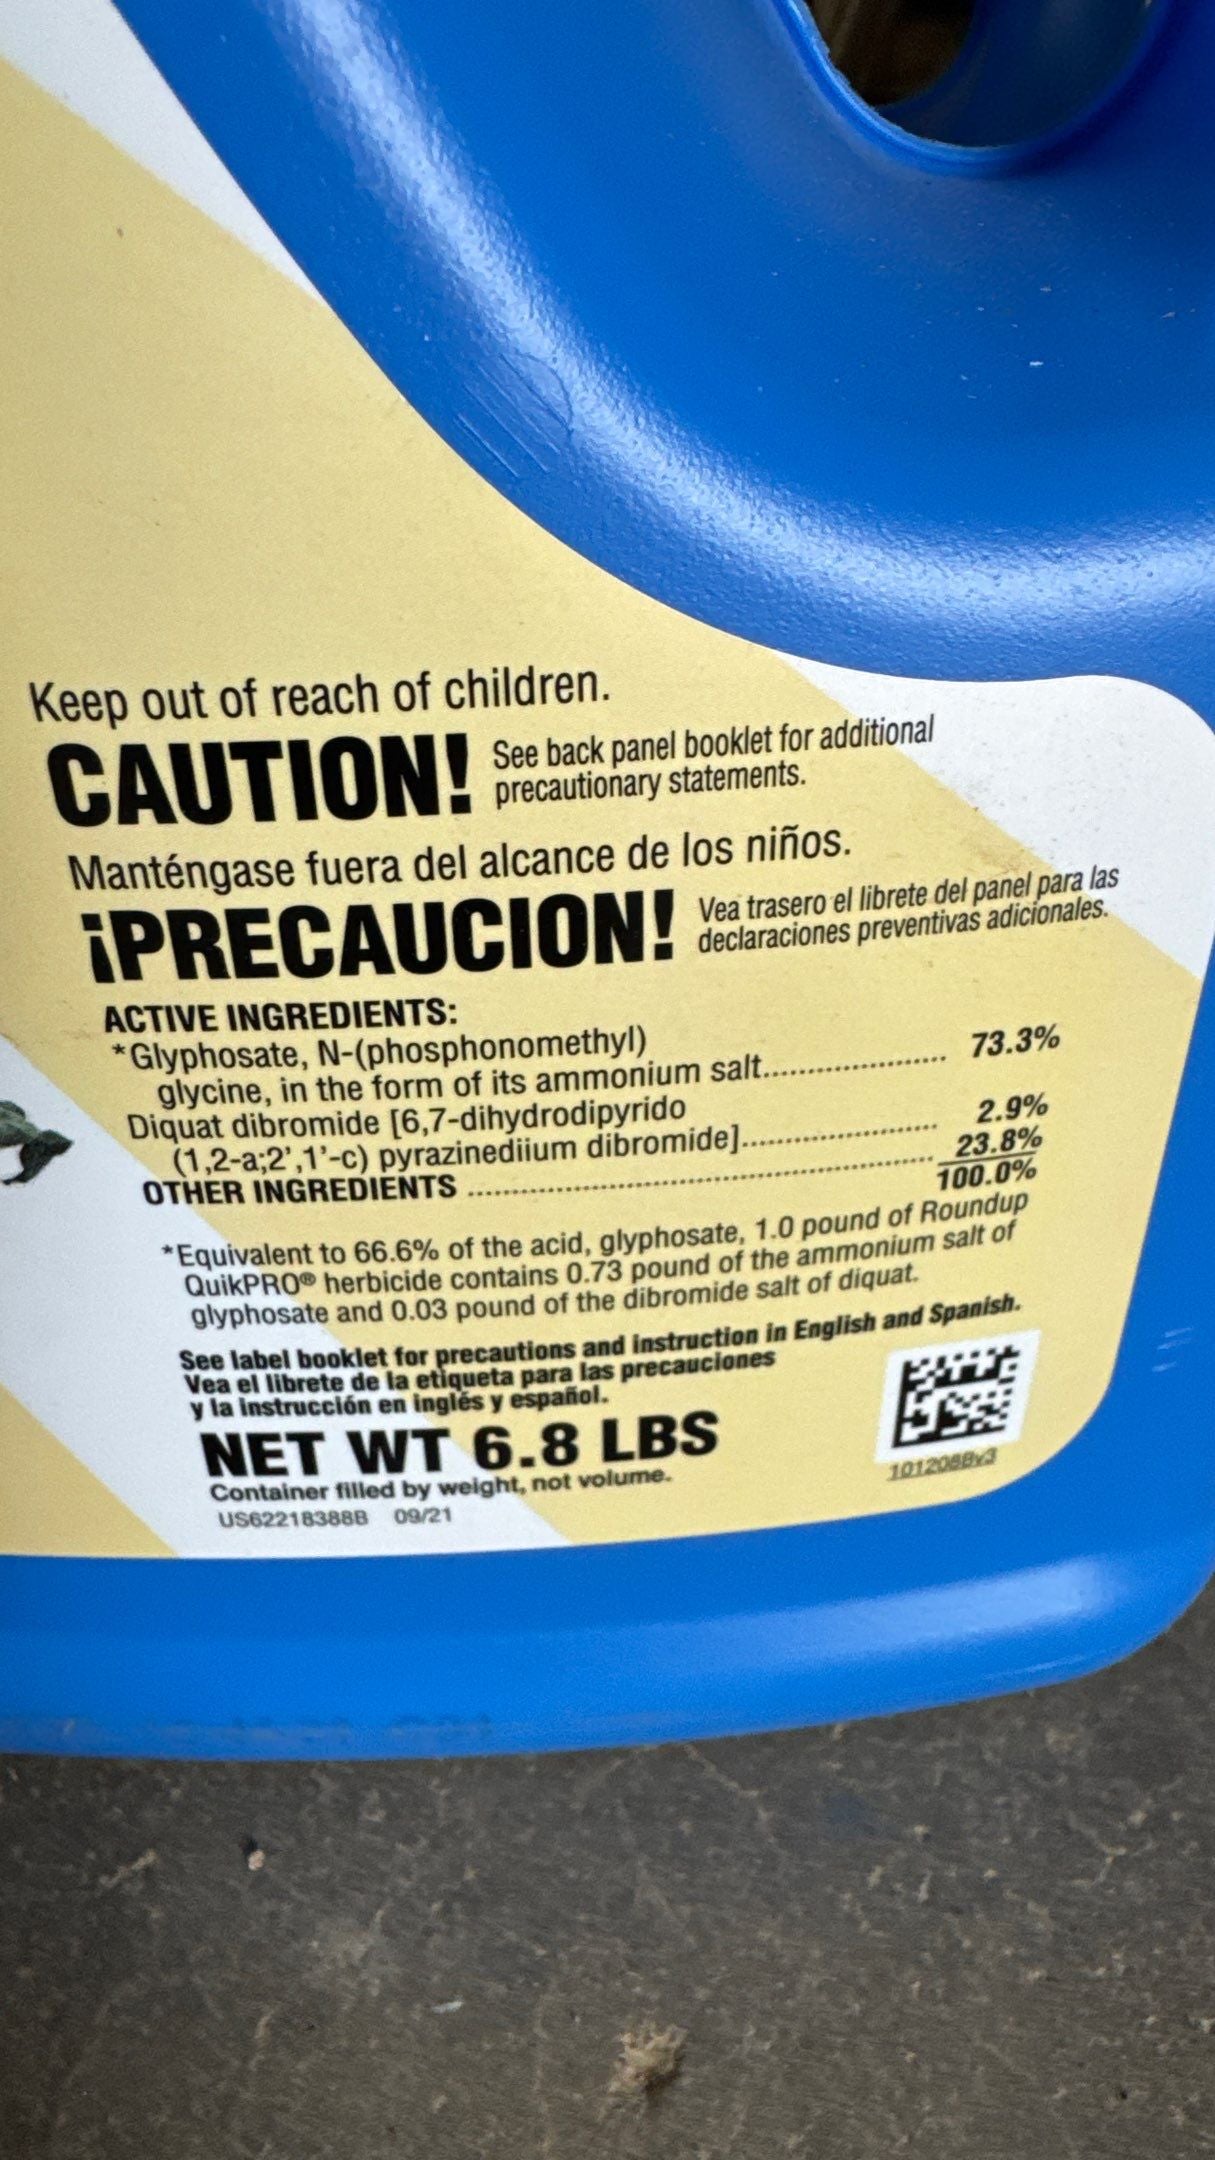 Keep out of reach of children.
CAUTION! See back panel booklet for additional
precautionary statements.
Manténgase fuera del alcance de los niños.
¡PRECAUCION! Vea trasero el librete del panel para las
declaraciones preventivas adicionales.
ACTIVE INGREDIENTS:
*Glyphosate, N-(phosphonomethyl)
glycine, in the form of its ammonium salt.................... 73.3%
Diquat dibromide [6,7-dihydrodipyrido
(1,2-a;2',1'-c) pyrazinediium dibromide]..................... 2.9%
OTHER INGREDIENTS ..................................................... 23.8%
100.0%
*Equivalent to 66.6% of the acid, glyphosate, 1.0 pound of Roundup
QuikPRO® herbicide contains 0.73 pound of the ammonium salt of
glyphosate and 0.03 pound of the dibromide salt of diquat.
See label booklet for precautions and instruction in English and Spanish.
Vea el librete de la etiqueta para las precauciones
y la instrucción en inglés y español.
NET WT 6.8 LBS
Container filled by weight, not volume.
US62218388B 09/21
101208Bv3